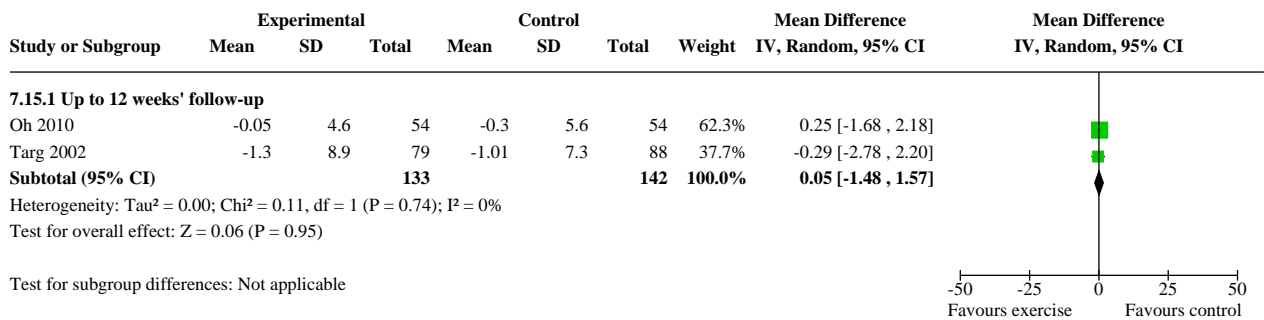 Experimental Control Mean Difference Mean Difference
Study or Subgroup Mean SD Total Mean SD Total Weight IV, Random, 95% CI IV, Random, 95% CI
7.15.1 Up to 12 weeks' follow-up
Oh 2010 -0.05 4.6 54 -0.3 5.6 54 62.3% 0.25 [-1.68 , 2.18]
Targ 2002 -1.3 8.9 79 -1.01 7.3 88 37.7% -0.29 [-2.78 , 2.20]
Subtotal (95% CI) 133 142 100.0% 0.05 [-1.48 , 1.57]
Heterogeneity: Tau² = 0.00; Chi² = 0.11, df = 1 (P = 0.74); I² = 0%
Test for overall effect: Z = 0.06 (P = 0.95)
Test for subgroup differences: Not applicable
-50 -25 0 25 50
Favours exercise Favours control